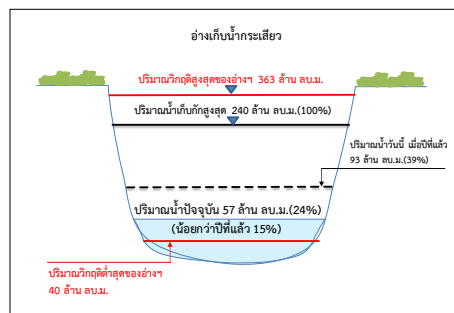 อ่างเก็บน้ำกระเสียว
ปริมาณวิกฤติสูงสุดของอ่างฯ 363 ล้าน ลบ.ม.
ปริมาณน้ำเก็บกักสูงสุด 240 ล้าน ลบ.ม.(100%)
ปริมาณน้ำวันนี้ เมื่อปีที่แล้ว
93 ล้าน ลบ.ม.(39%)
ปริมาณน้ำปัจจุบัน 57 ล้าน ลบ.ม.(24%)
(น้อยกว่าปีที่แล้ว 15%)
ปริมาณวิกฤติต่ำสุดของอ่างฯ
40 ล้าน ลบ.ม.